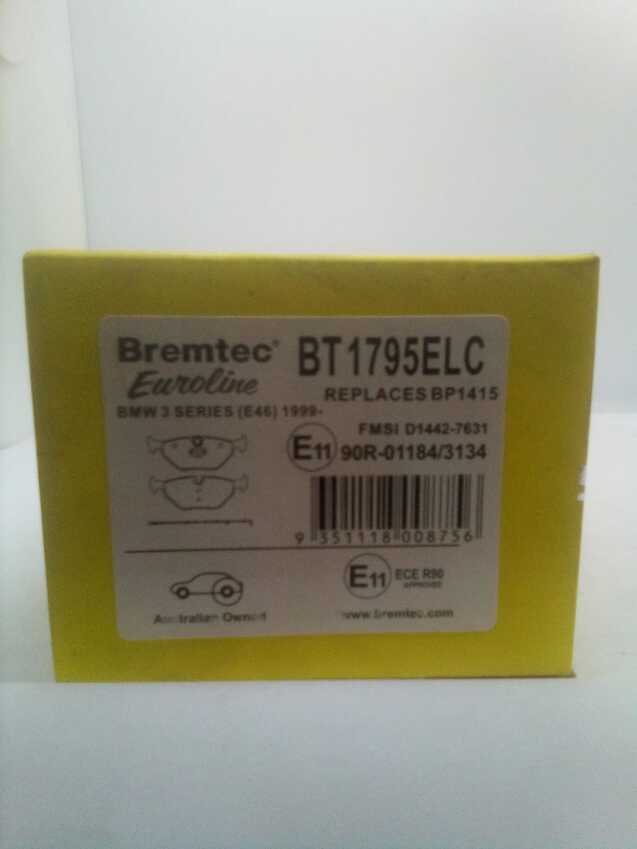 Bremtec®
Euroline
BT1795ELC
REPLACES BP1415
BMW 3 SERIES (E46) 1999-
FMSI D1442-7631
E11 90R-01184/3134
9 351118 008756
E11 ECE R90
APPROVED
Australian Owned
www.bremtec.com